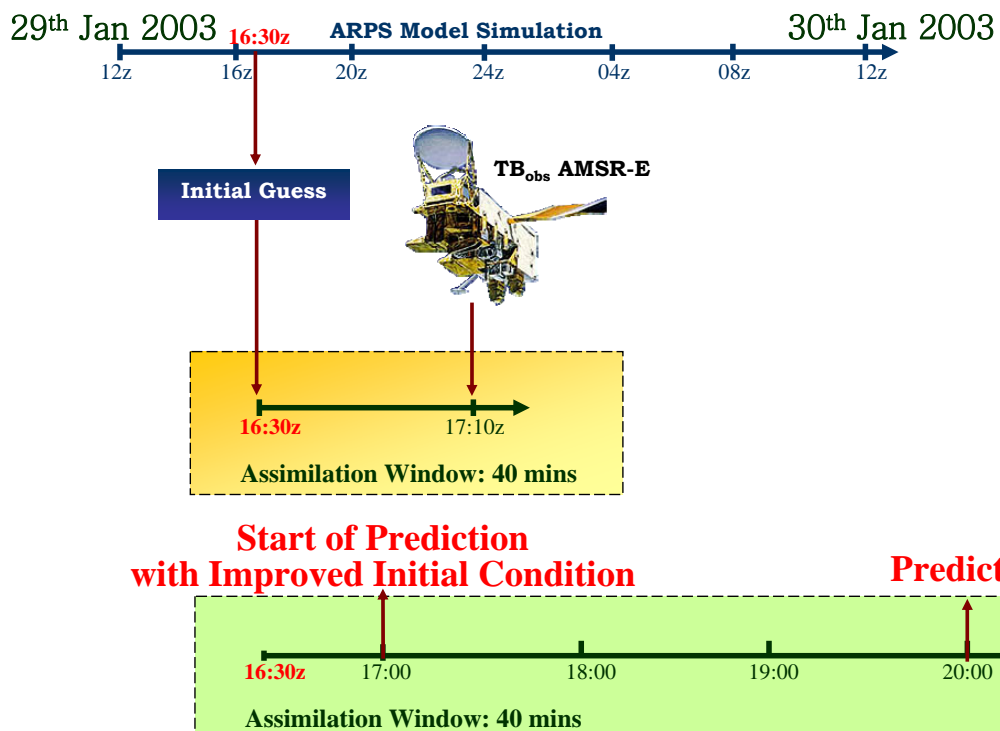 29th Jan 2003
16:30z
ARPS Model Simulation
30th Jan 2003
12z 16z 20z 24z 04z 08z 12z
Initial Guess
TBobs AMSR-E
16:30z 17:10z
Assimilation Window: 40 mins
Start of Prediction
with Improved Initial Condition
Predict
16:30z 17:00 18:00 19:00 20:00
Assimilation Window: 40 mins